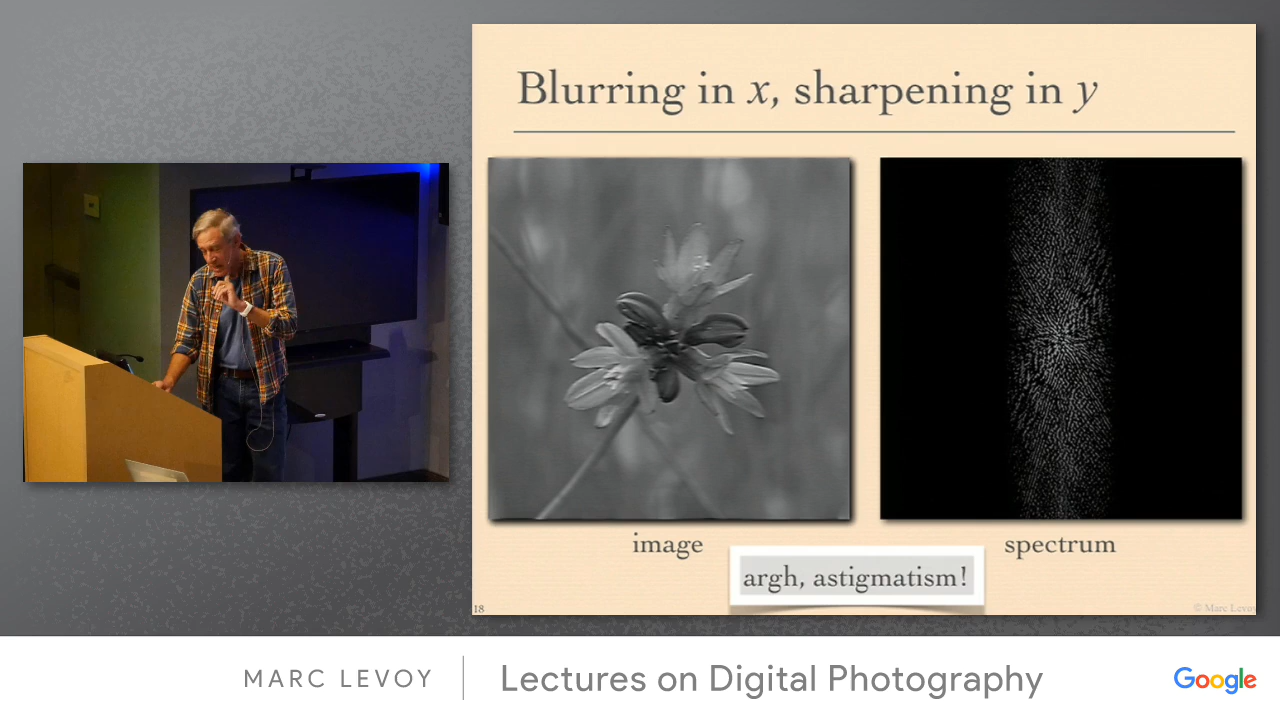 Blurring in x, sharpening in y
image
spectrum
argh, astigmatism!
18
© Marc Levoy
MARC LEVOY
Lectures on Digital Photography
Google